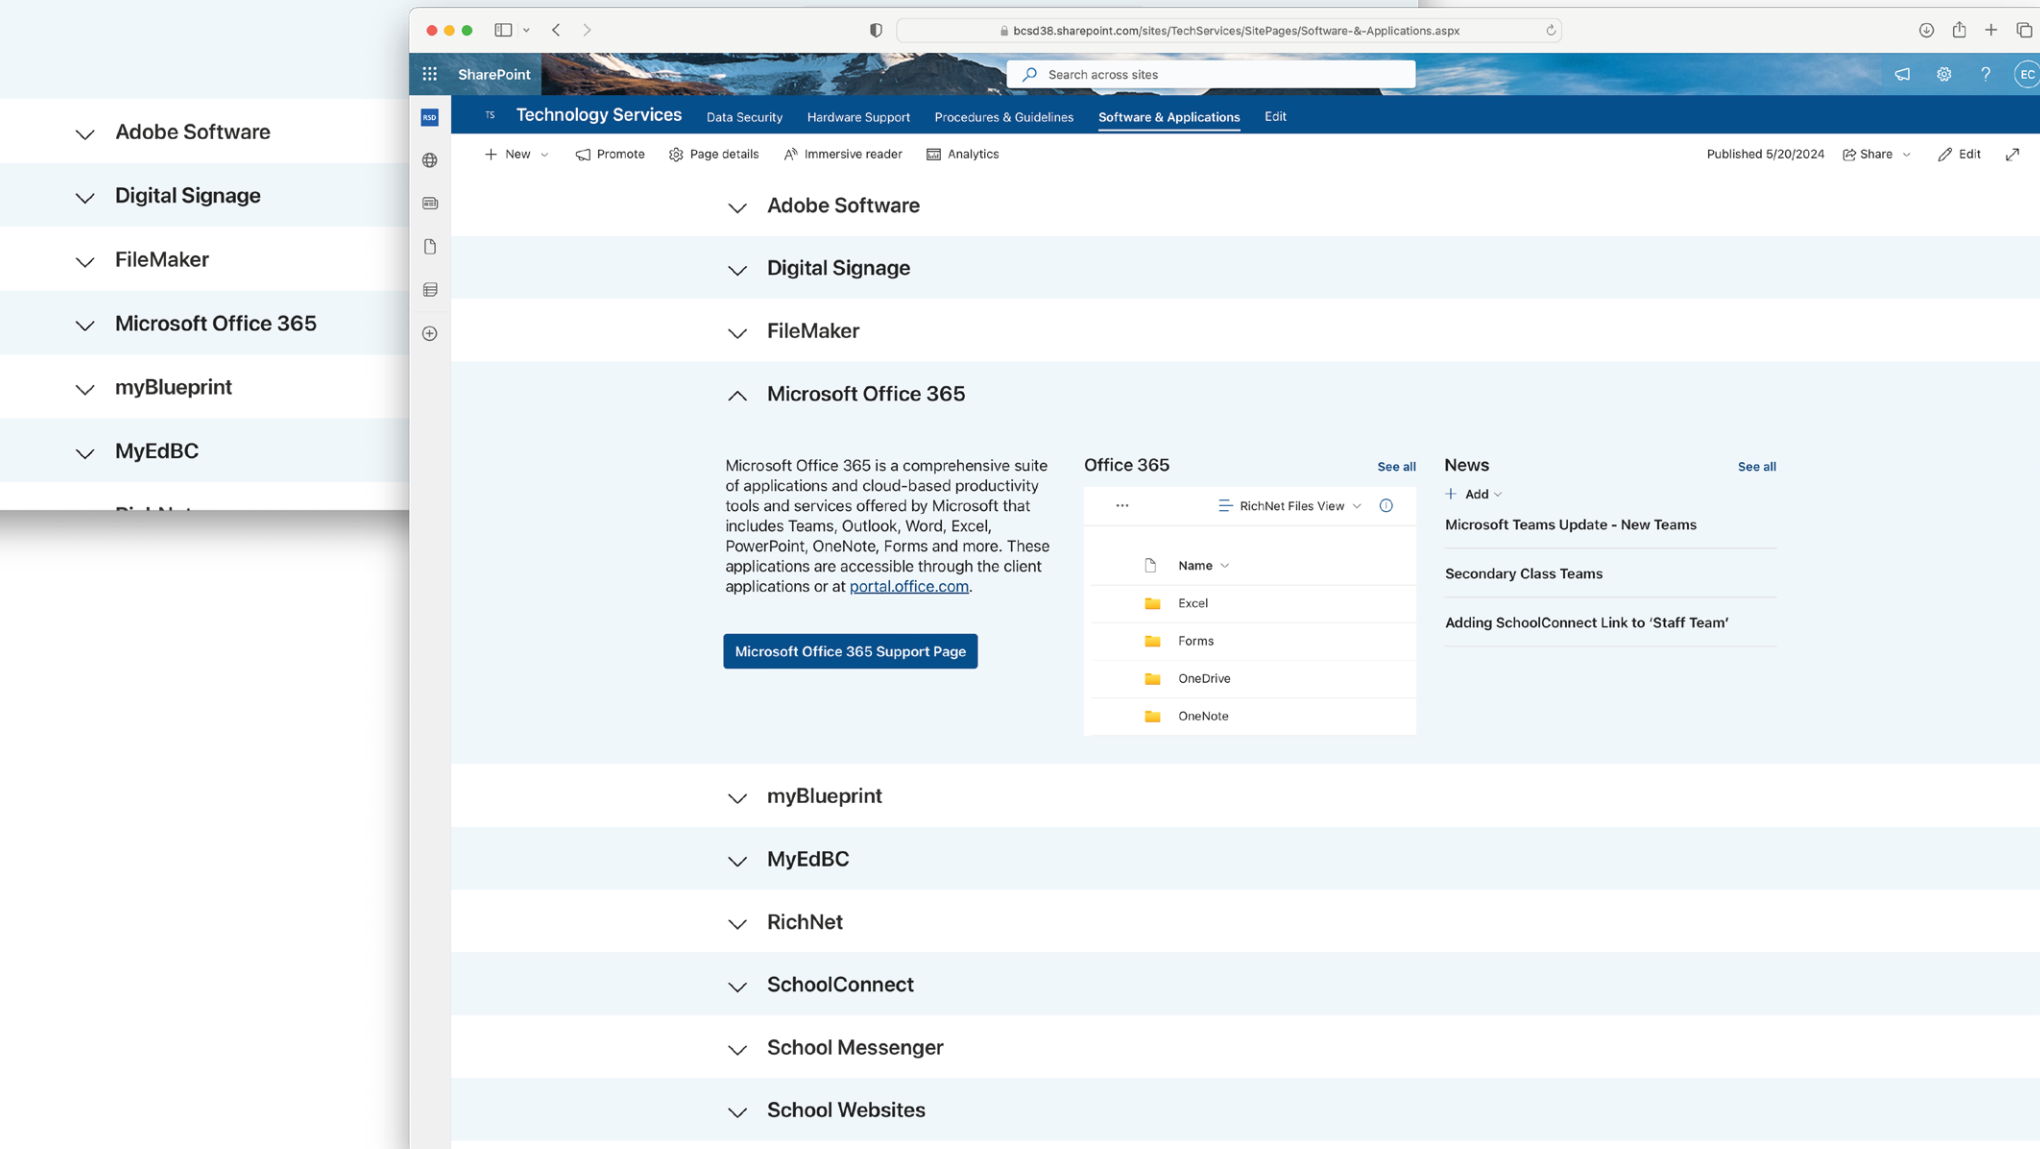 Adobe Software
Digital Signage
FileMaker
Microsoft Office 365
myBlueprint
MyEdBC
bcsd38.sharepoint.com/sites/TechServices/SitePages/Software-&-Applications.aspx
SharePoint
Search across sites
EC
RSD
TS
Technology Services
Data Security
Hardware Support
Procedures & Guidelines
Software & Applications
Edit
New
Promote
Page details
Immersive reader
Analytics
Published 5/20/2024
Share
Edit
Adobe Software
Digital Signage
FileMaker
Microsoft Office 365
Microsoft Office 365 is a comprehensive suite
of applications and cloud-based productivity
tools and services offered by Microsoft that
includes Teams, Outlook, Word, Excel,
PowerPoint, OneNote, Forms and more. These
applications are accessible through the client
applications or at portal.office.com.
Microsoft Office 365 Support Page
Office 365
See all
RichNet Files View
Name
Excel
Forms
OneDrive
OneNote
News
See all
Add
Microsoft Teams Update - New Teams
Secondary Class Teams
Adding SchoolConnect Link to ‘Staff Team’
myBlueprint
MyEdBC
RichNet
SchoolConnect
School Messenger
School Websites